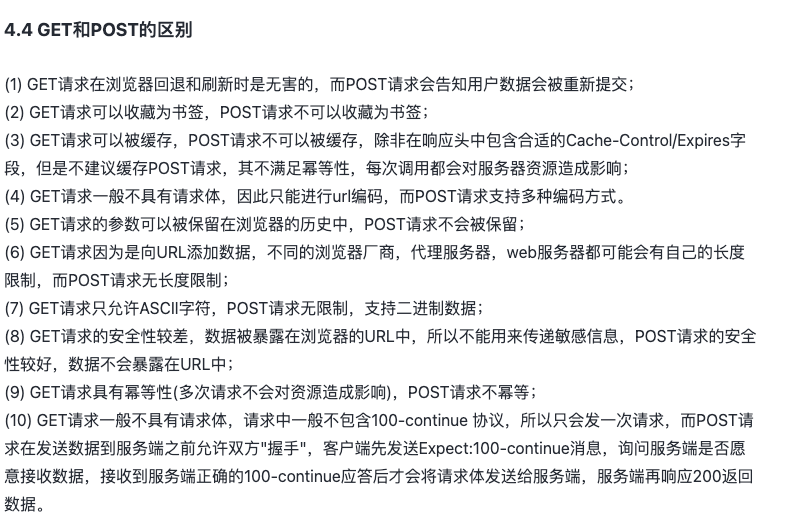 4.4 GET和POST的区别
(1) GET请求在浏览器回退和刷新时是无害的，而POST请求会告知用户数据会被重新提交；
(2) GET请求可以收藏为书签，POST请求不可以收藏为书签；
(3) GET请求可以被缓存，POST请求不可以被缓存，除非在响应头中包含合适的Cache-Control/Expires字
段，但是不建议缓存POST请求，其不满足幂等性，每次调用都会对服务器资源造成影响；
(4) GET请求一般不具有请求体，因此只能进行url编码，而POST请求支持多种编码方式。
(5) GET请求的参数可以被保留在浏览器的历史中，POST请求不会被保留；
(6) GET请求因为是向URL添加数据，不同的浏览器厂商，代理服务器，web服务器都可能会有自己的长度
限制，而POST请求无长度限制；
(7) GET请求只允许ASCII字符，POST请求无限制，支持二进制数据；
(8) GET请求的安全性较差，数据被暴露在浏览器的URL中，所以不能用来传递敏感信息，POST请求的安全
性较好，数据不会暴露在URL中；
(9) GET请求具有幂等性(多次请求不会对资源造成影响)，POST请求不幂等；
(10) GET请求一般不具有请求体，请求中一般不包含100-continue 协议，所以只会发一次请求，而POST请
求在发送数据到服务端之前允许双方"握手"，客户端先发送Expect:100-continue消息，询问服务端是否愿
意接收数据，接收到服务端正确的100-continue应答后才会将请求体发送给服务端，服务端再响应200返回
数据。